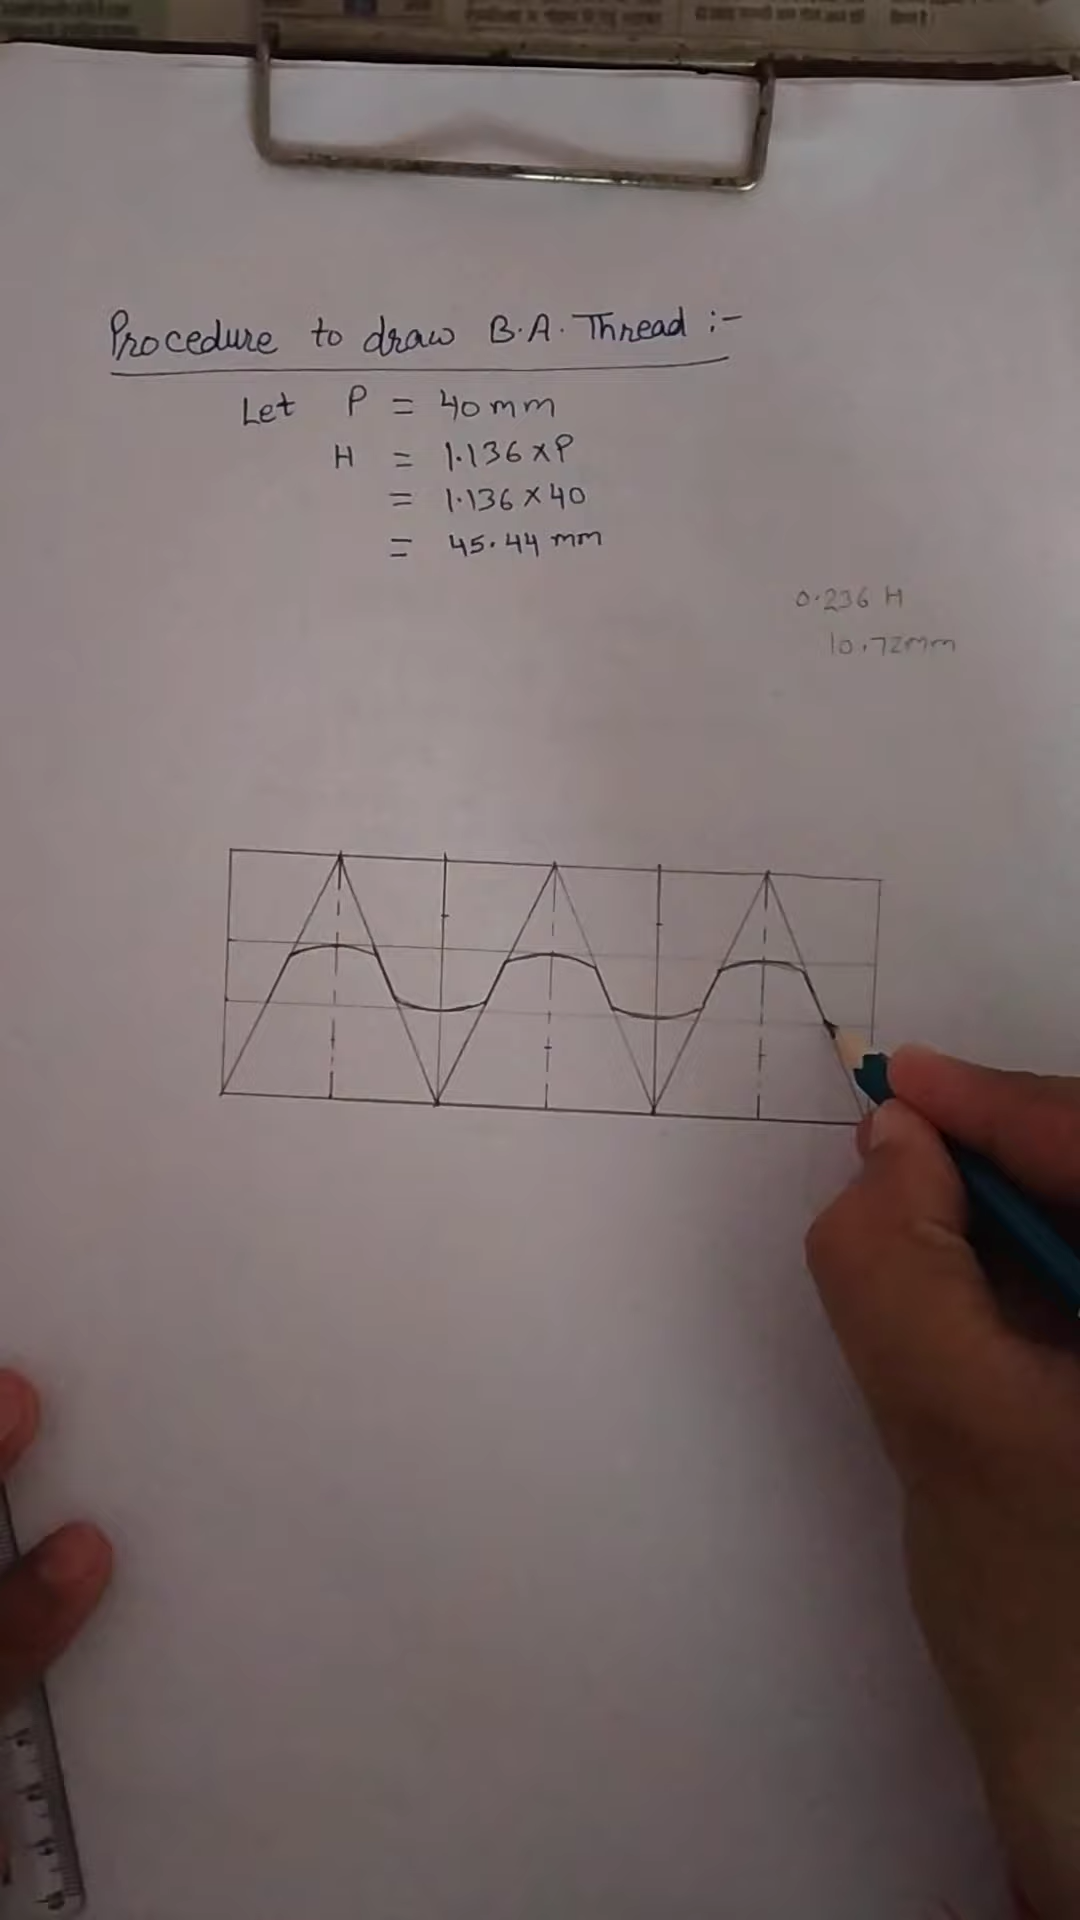 Procedure to draw B.A. Thread :-
Let P = 40mm
H = 1.136 x P
= 1.136 x 40
= 45.44 mm
0.236 H
10.72mm